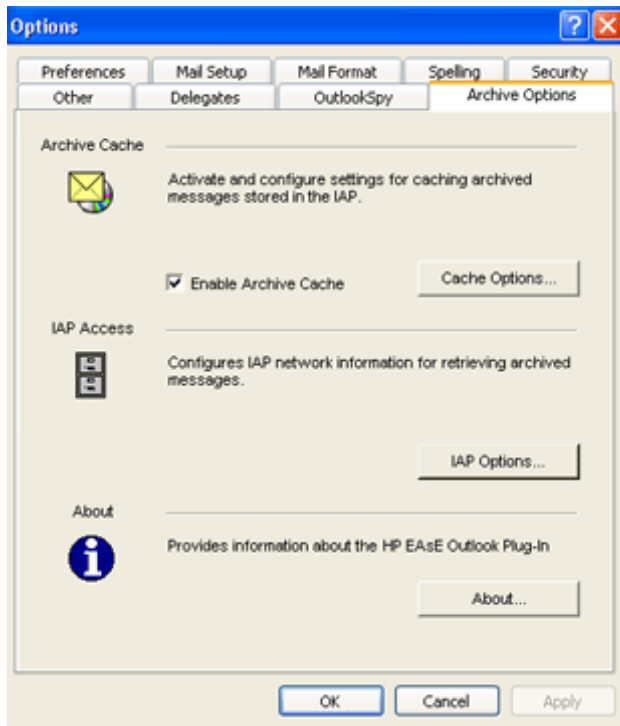 Options
Preferences Mail Setup Mail Format Spelling Security
Other Delegates OutlookSpy Archive Options
Archive Cache
Activate and configure settings for caching archived
messages stored in the IAP.
Enable Archive Cache Cache Options...
IAP Access
Configures IAP network information for retrieving archived
messages.
IAP Options...
About
Provides information about the HP EAsE Outlook Plug-In
About...
OK Cancel Apply